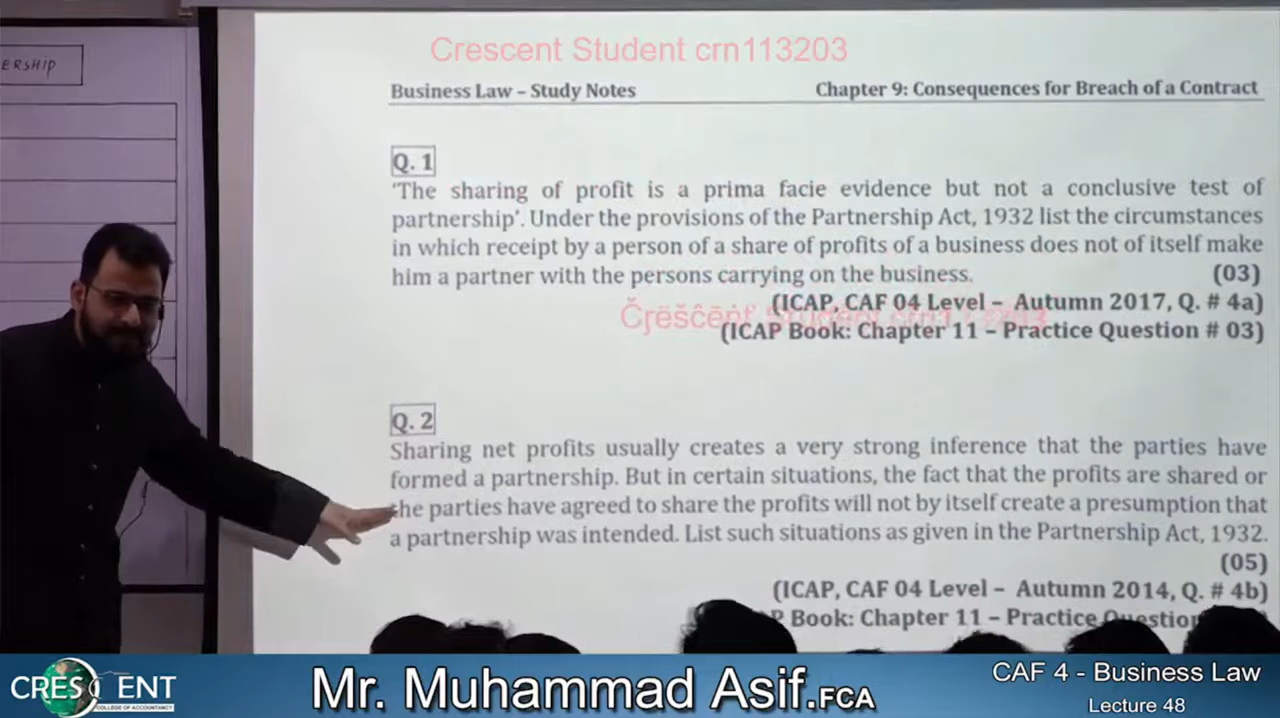 ERSHIP
Crescent Student crn113203
Business Law – Study Notes
Chapter 9: Consequences for Breach of a Contract
Q. 1
‘The sharing of profit is a prima facie evidence but not a conclusive test of
partnership’. Under the provisions of the Partnership Act, 1932 list the circumstances
in which receipt by a person of a share of profits of a business does not of itself make
him a partner with the persons carrying on the business. (03)
(ICAP, CAF 04 Level – Autumn 2017, Q. # 4a)
(ICAP Book: Chapter 11 – Practice Question # 03)
Q. 2
Sharing net profits usually creates a very strong inference that the parties have
formed a partnership. But in certain situations, the fact that the profits are shared or
the parties have agreed to share the profits will not by itself create a presumption that
a partnership was intended. List such situations as given in the Partnership Act, 1932.
(05)
(ICAP, CAF 04 Level – Autumn 2014, Q. # 4b)
P Book: Chapter 11 – Practice Question
CRESCENT
COLLEGE OF ACCOUNTANCY
Mr. Muhammad Asif.FCA
CAF 4 - Business Law
Lecture 48